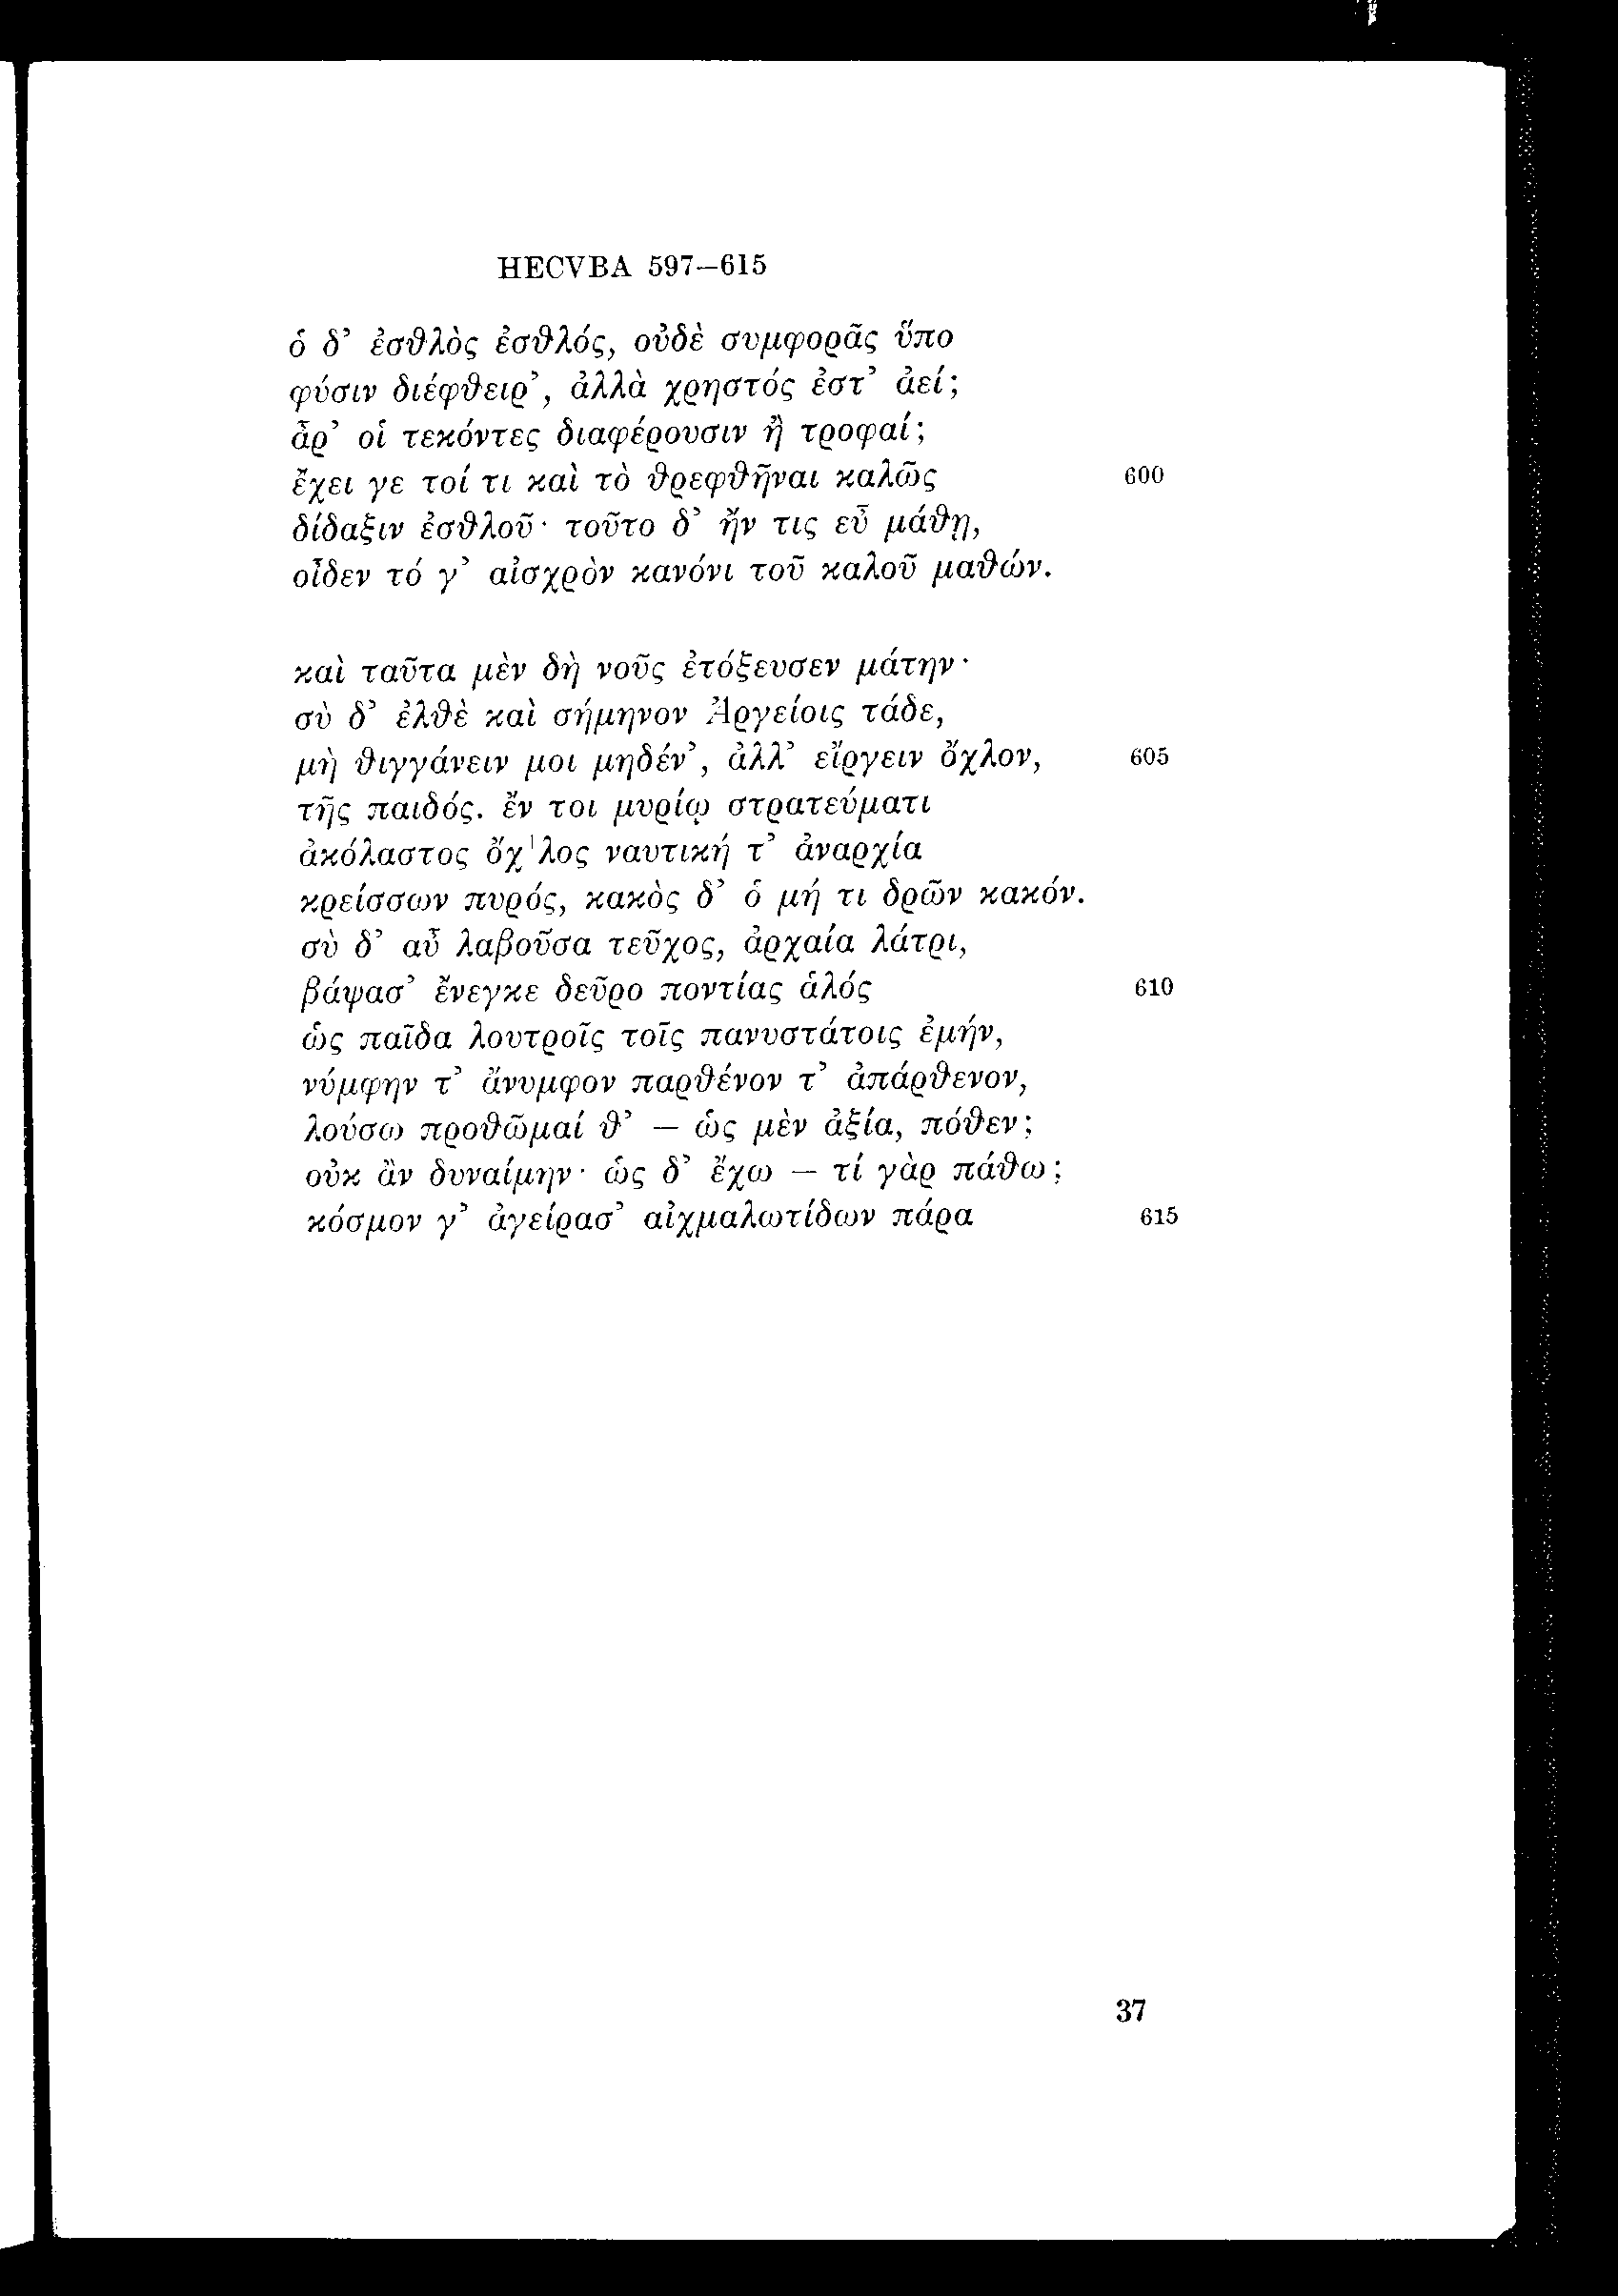 HECVBA 597–615
ὁ δ’ ἐσθλὸς ἐσθλός, οὐδὲ συμφορᾶς ὕπο
φύσιν διέφθειρ’, ἀλλὰ χρηστός ἐστ’ ἀεί;
ἆρ’ οἱ τεκόντες διαφέρουσιν ἢ τροφαί;
ἔχει γε τοί τι καὶ τὸ θρεφθῆναι καλῶς 600
δίδαξιν ἐσθλοῦ· τοῦτο δ’ ἤν τις εὖ μάθῃ,
οἶδεν τό γ’ αἰσχρὸν κανόνι τοῦ καλοῦ μαθών.
καὶ ταῦτα μὲν δὴ νοῦς ἐτόξευσεν μάτην·
σὺ δ’ ἐλθὲ καὶ σήμηνον Ἀργείοις τάδε,
μὴ θιγγάνειν μοι μηδέν’, ἀλλ’ εἴργειν ὄχλον, 605
τῆς παιδός. ἔν τοι μυρίῳ στρατεύματι
ἀκόλαστος ὄχλος ναυτική τ’ ἀναρχία
κρείσσων πυρός, κακὸς δ’ ὁ μή τι δρῶν κακόν.
σὺ δ’ αὖ λαβοῦσα τεῦχος, ἀρχαία λάτρι,
βάψασ’ ἔνεγκε δεῦρο ποντίας ἁλός 610
ὡς παῖδα λουτροῖς τοῖς πανυστάτοις ἐμήν,
νύμφην τ’ ἄνυμφον παρθένον τ’ ἀπάρθενον,
λούσω προθῶμαί θ’ – ὡς μὲν ἀξία, πόθεν;
οὐκ ἂν δυναίμην· ὡς δ’ ἔχω – τί γὰρ πάθω;
κόσμον γ’ ἀγείρασ’ αἰχμαλωτίδων πάρα 615
37